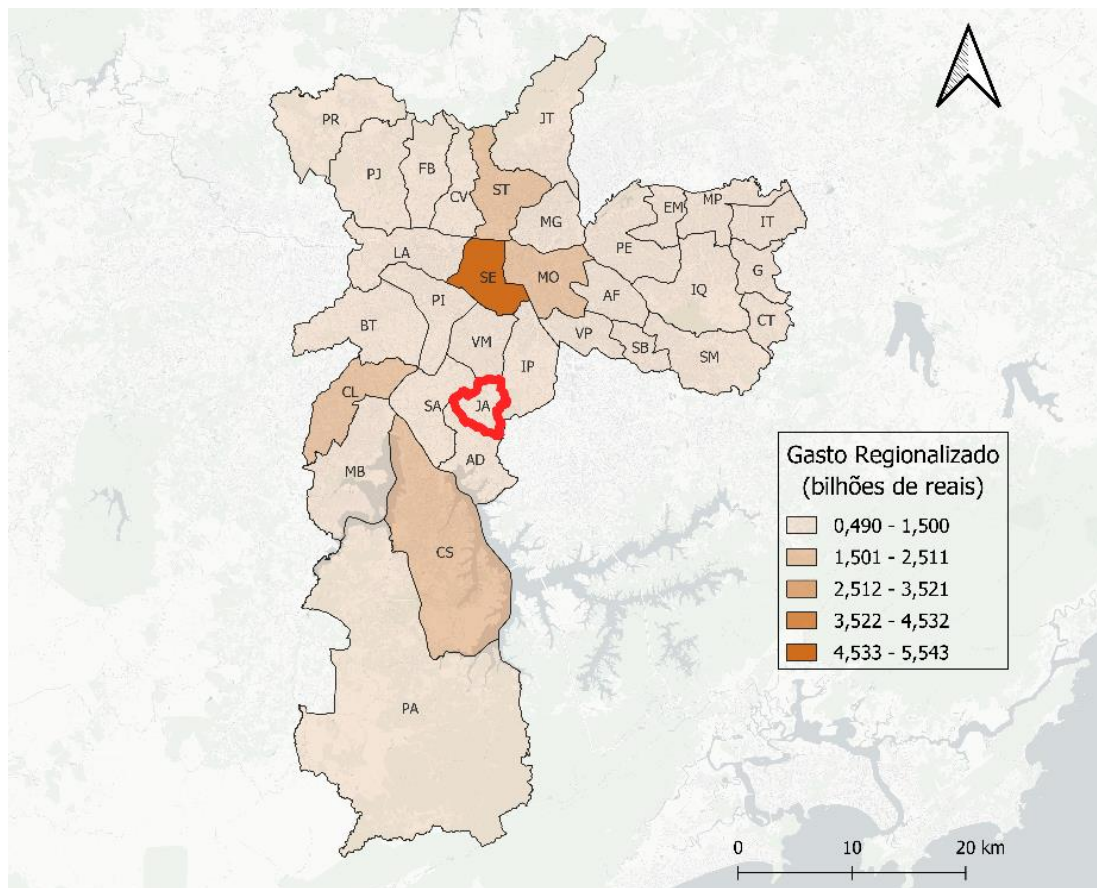 JT
PR
PJ
FB
CV
ST
MG
EM
MP
IT
PE
LA
SE
MO
AF
IQ
G
PI
BT
VM
IP
VP
SB
SM
CT
CL
SA
JA
AD
MB
CS
PA
Gasto Regionalizado
(bilhões de reais)
0,490 - 1,500
1,501 - 2,511
2,512 - 3,521
3,522 - 4,532
4,533 - 5,543
0 10 20 km